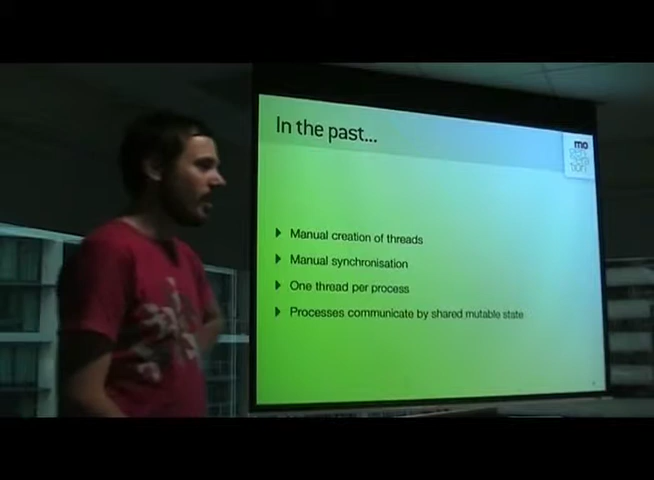 In the past...
mo
Manual creation of threads
Manual synchronisation
One thread per process
Processes communicate by shared mutable state